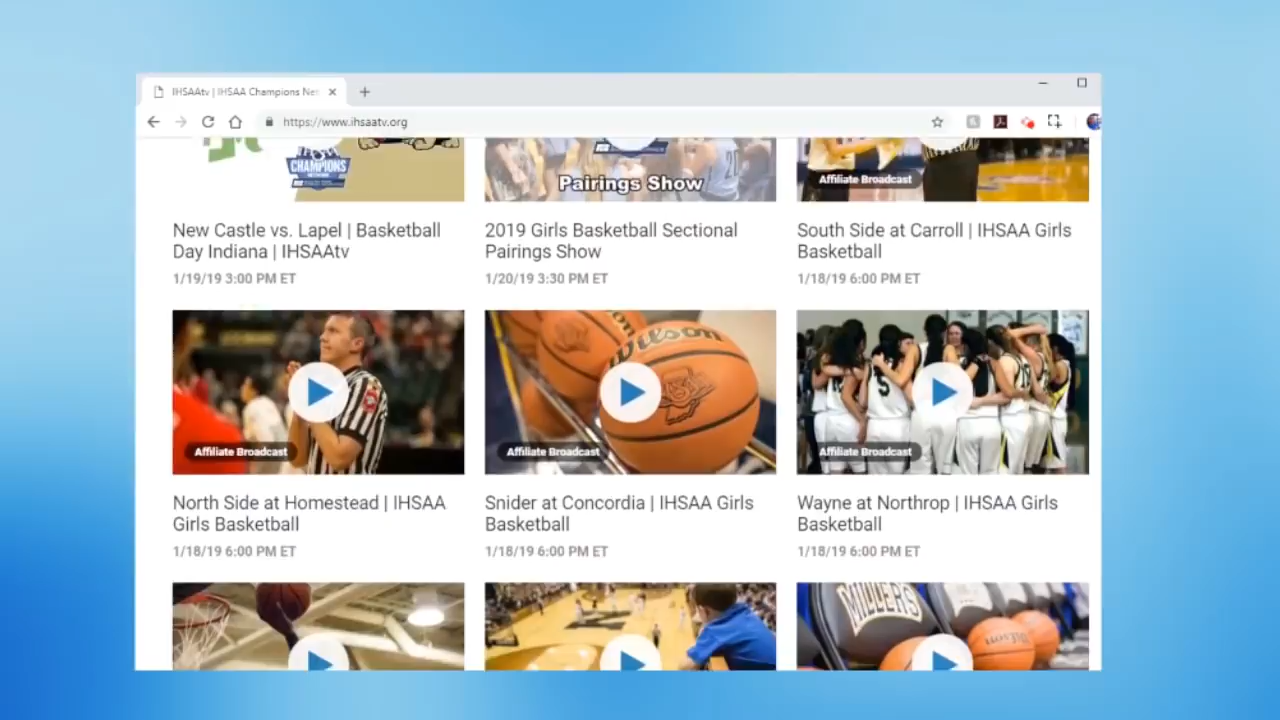 IHSAAtv | IHSAA Champions Net
https://www.ihsaatv.org
CHAMPIONS
NETWORK
Pairings Show
Affiliate Broadcast
New Castle vs. Lapel | Basketball
Day Indiana | IHSAAtv
1/19/19 3:00 PM ET
2019 Girls Basketball Sectional
Pairings Show
1/20/19 3:30 PM ET
South Side at Carroll | IHSAA Girls
Basketball
1/18/19 6:00 PM ET
Affiliate Broadcast
Wilson
Affiliate Broadcast
5
Affiliate Broadcast
North Side at Homestead | IHSAA
Girls Basketball
1/18/19 6:00 PM ET
Snider at Concordia | IHSAA Girls
Basketball
1/18/19 6:00 PM ET
Wayne at Northrop | IHSAA Girls
Basketball
1/18/19 6:00 PM ET
MILLERS
Wilson